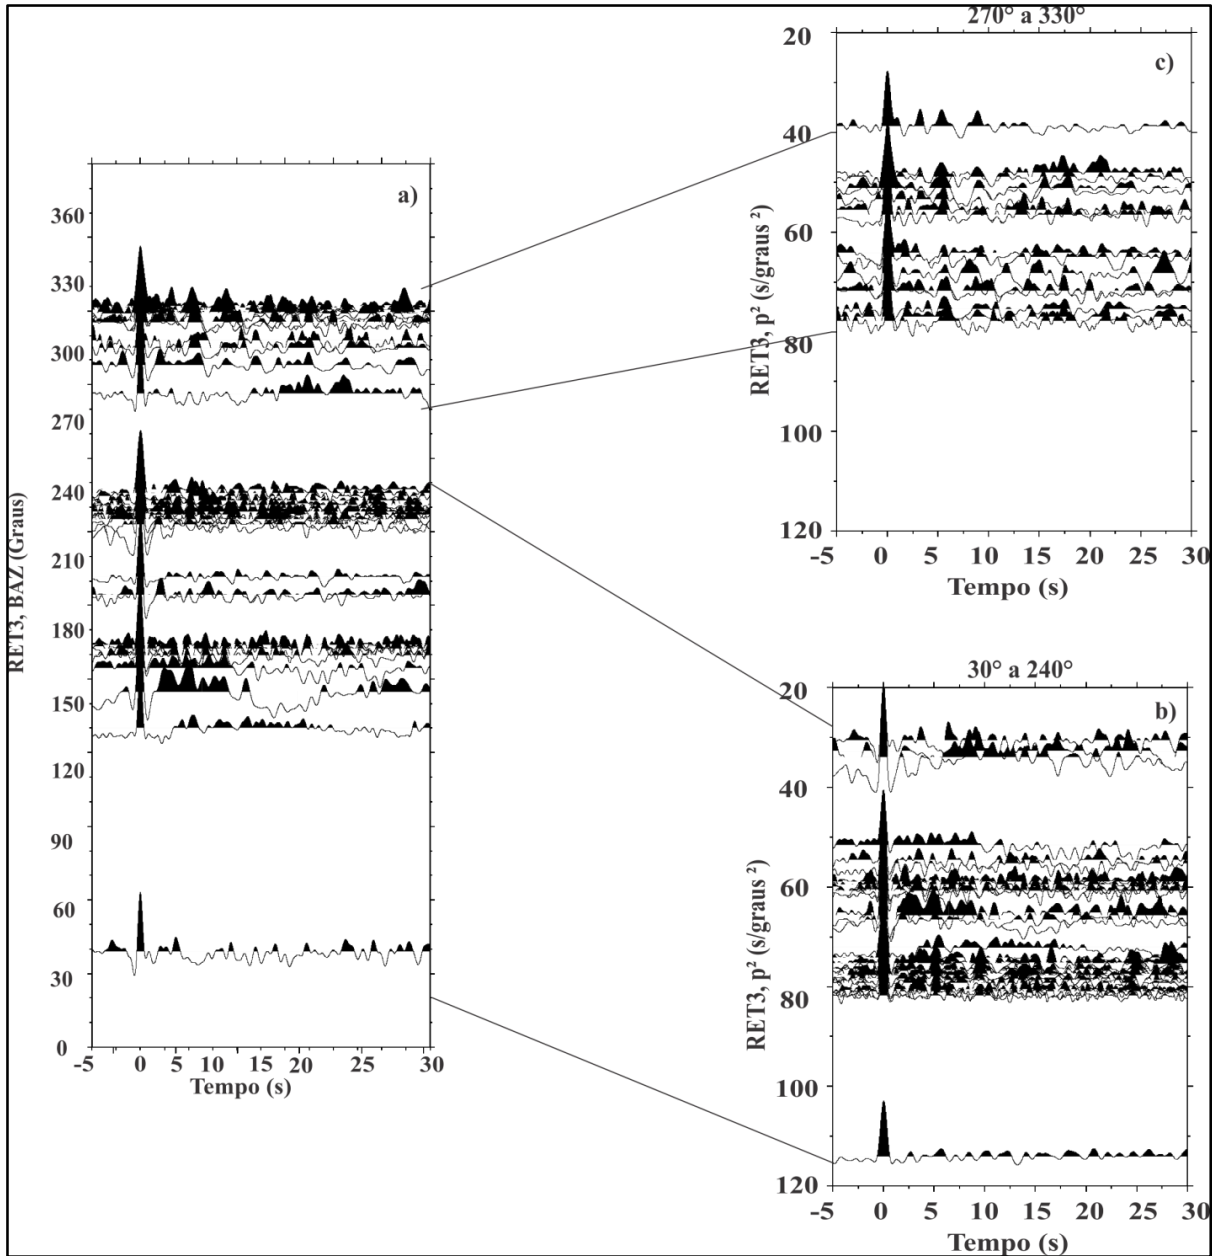 a)
360
330
300
270
240
210
180
150
120
90
60
30
0
RET3, BAZ (Graus)
-5 0 5 10 15 20 25 30
Tempo (s)
270° a 330°
c)
20
40
60
80
100
120
RET3, p² (s/graus ²)
-5 0 5 10 15 20 25 30
Tempo (s)
30° a 240°
b)
20
40
60
80
100
120
RET3, p² (s/graus ²)
-5 0 5 10 15 20 25 30
Tempo (s)